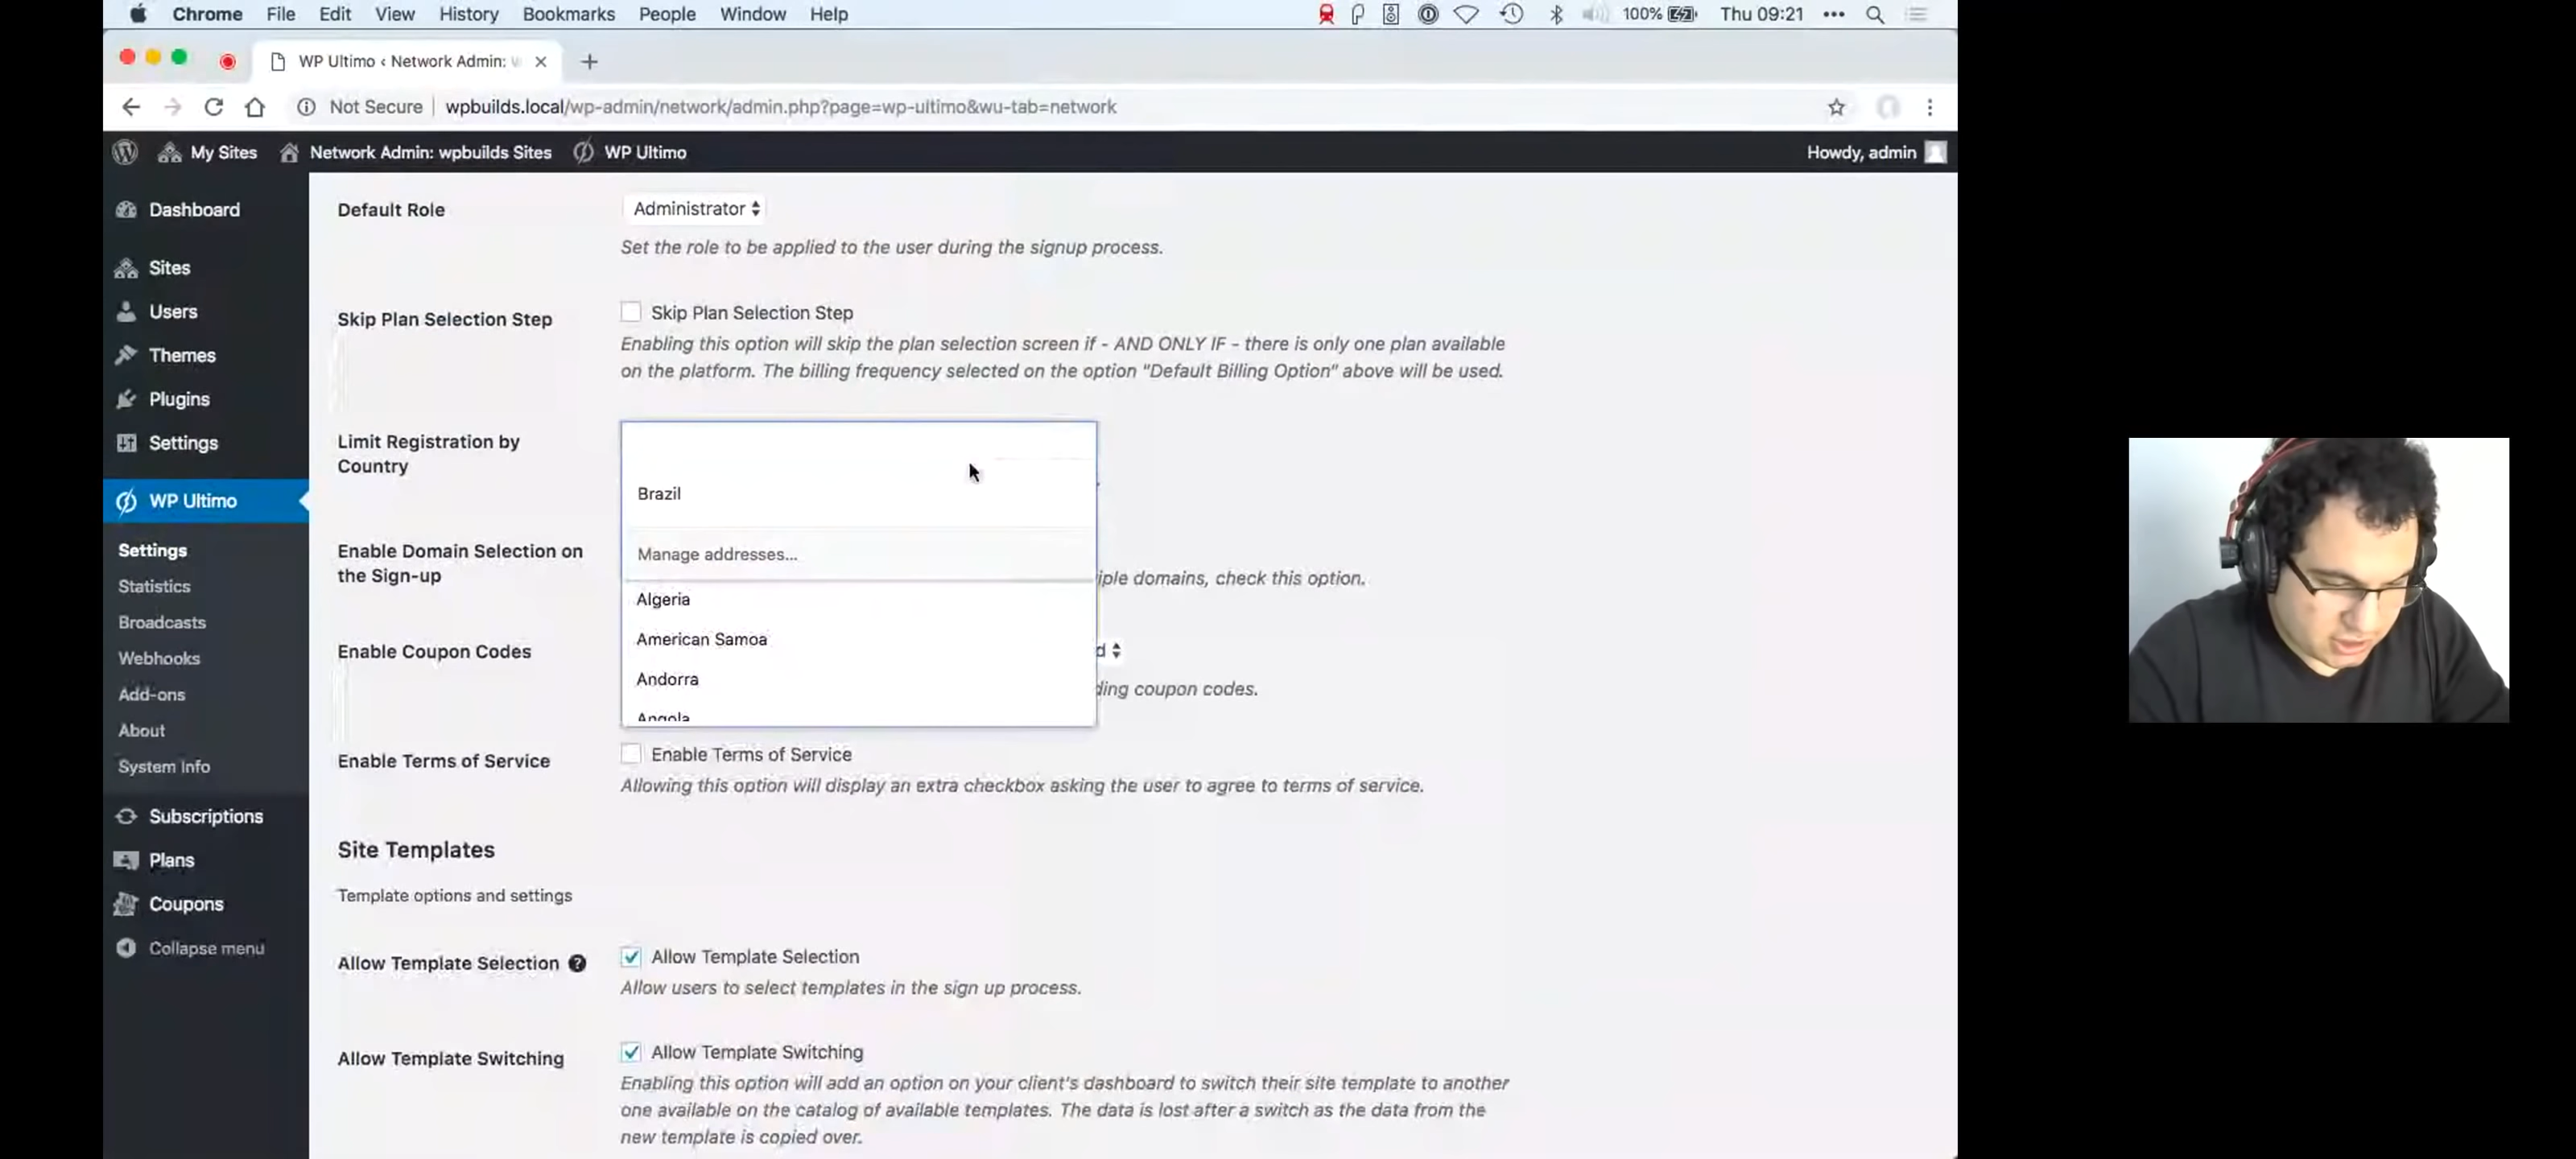 Chrome File Edit View History Bookmarks People Window Help 100% Thu 09:21
WP Ultimo ‹ Network Admin:
Not Secure wpbuilds.local/wp-admin/network/admin.php?page=wp-ultimo&wu-tab=network
My Sites Network Admin: wpbuilds Sites WP Ultimo Howdy, admin
Dashboard
Sites
Users
Themes
Plugins
Settings
WP Ultimo
Settings
Statistics
Broadcasts
Webhooks
Add-ons
About
System Info
Subscriptions
Plans
Coupons
Collapse menu
Default Role Administrator
Set the role to be applied to the user during the signup process.
Skip Plan Selection Step Skip Plan Selection Step
Enabling this option will skip the plan selection screen if - AND ONLY IF - there is only one plan available
on the platform. The billing frequency selected on the option "Default Billing Option" above will be used.
Limit Registration by
Country
Brazil
Manage addresses...
Algeria
American Samoa
Andorra
Angola
Enable Domain Selection on
the Sign-up
iple domains, check this option.
Enable Coupon Codes d
ding coupon codes.
Enable Terms of Service Enable Terms of Service
Allowing this option will display an extra checkbox asking the user to agree to terms of service.
Site Templates
Template options and settings
Allow Template Selection ? Allow Template Selection
Allow users to select templates in the sign up process.
Allow Template Switching Allow Template Switching
Enabling this option will add an option on your client's dashboard to switch their site template to another
one available on the catalog of available templates. The data is lost after a switch as the data from the
new template is copied over.